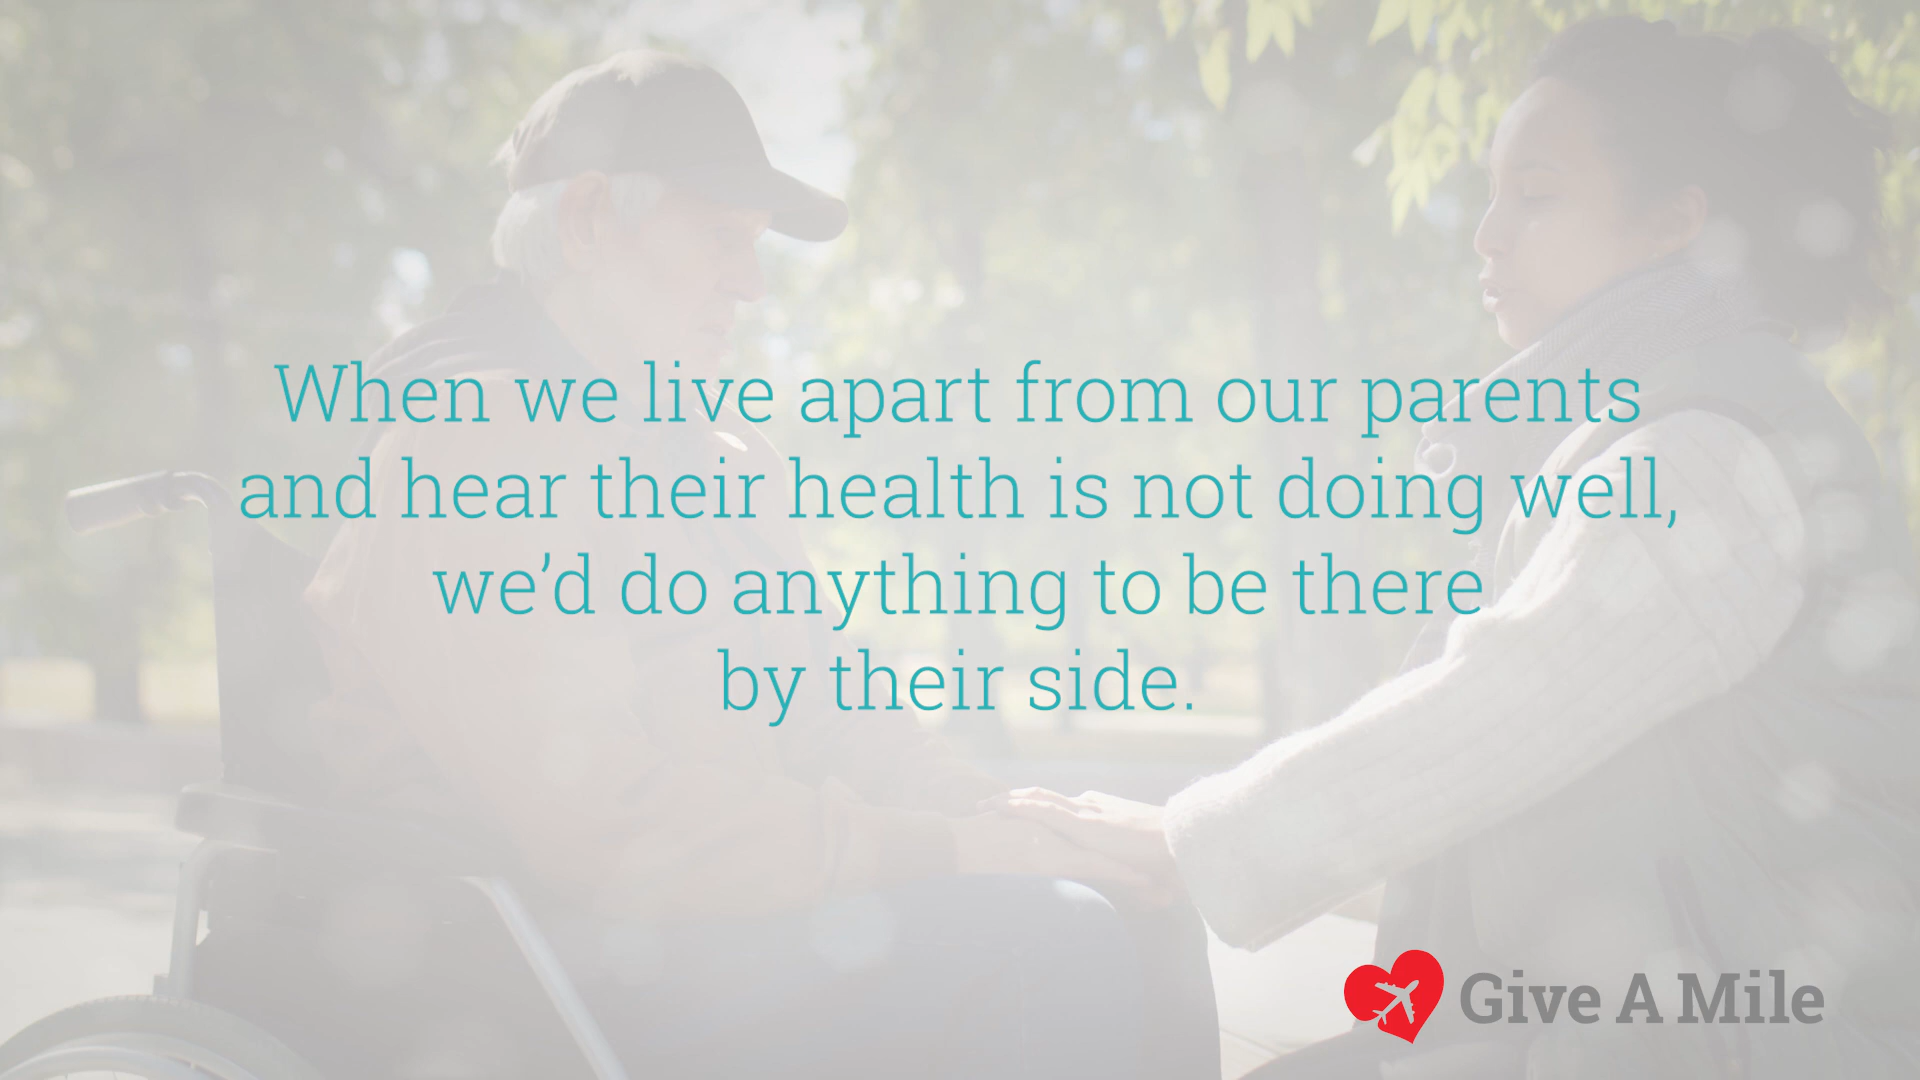 When we live apart from our parents
and hear their health is not doing well,
we’d do anything to be there
by their side.
Give A Mile